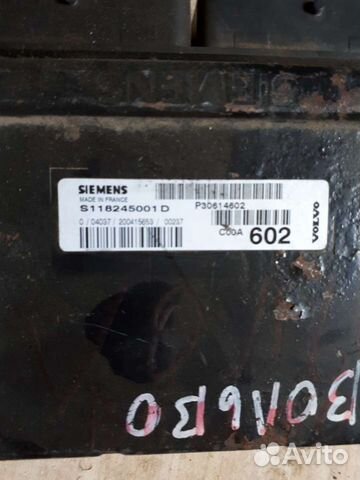 SIEMENS
MADE IN FRANCE
S118245001 D
P30614602
0 / 04037 / 200415653 / 00237
C00A
602
VOLVO
ВОЛЬВО
Avito